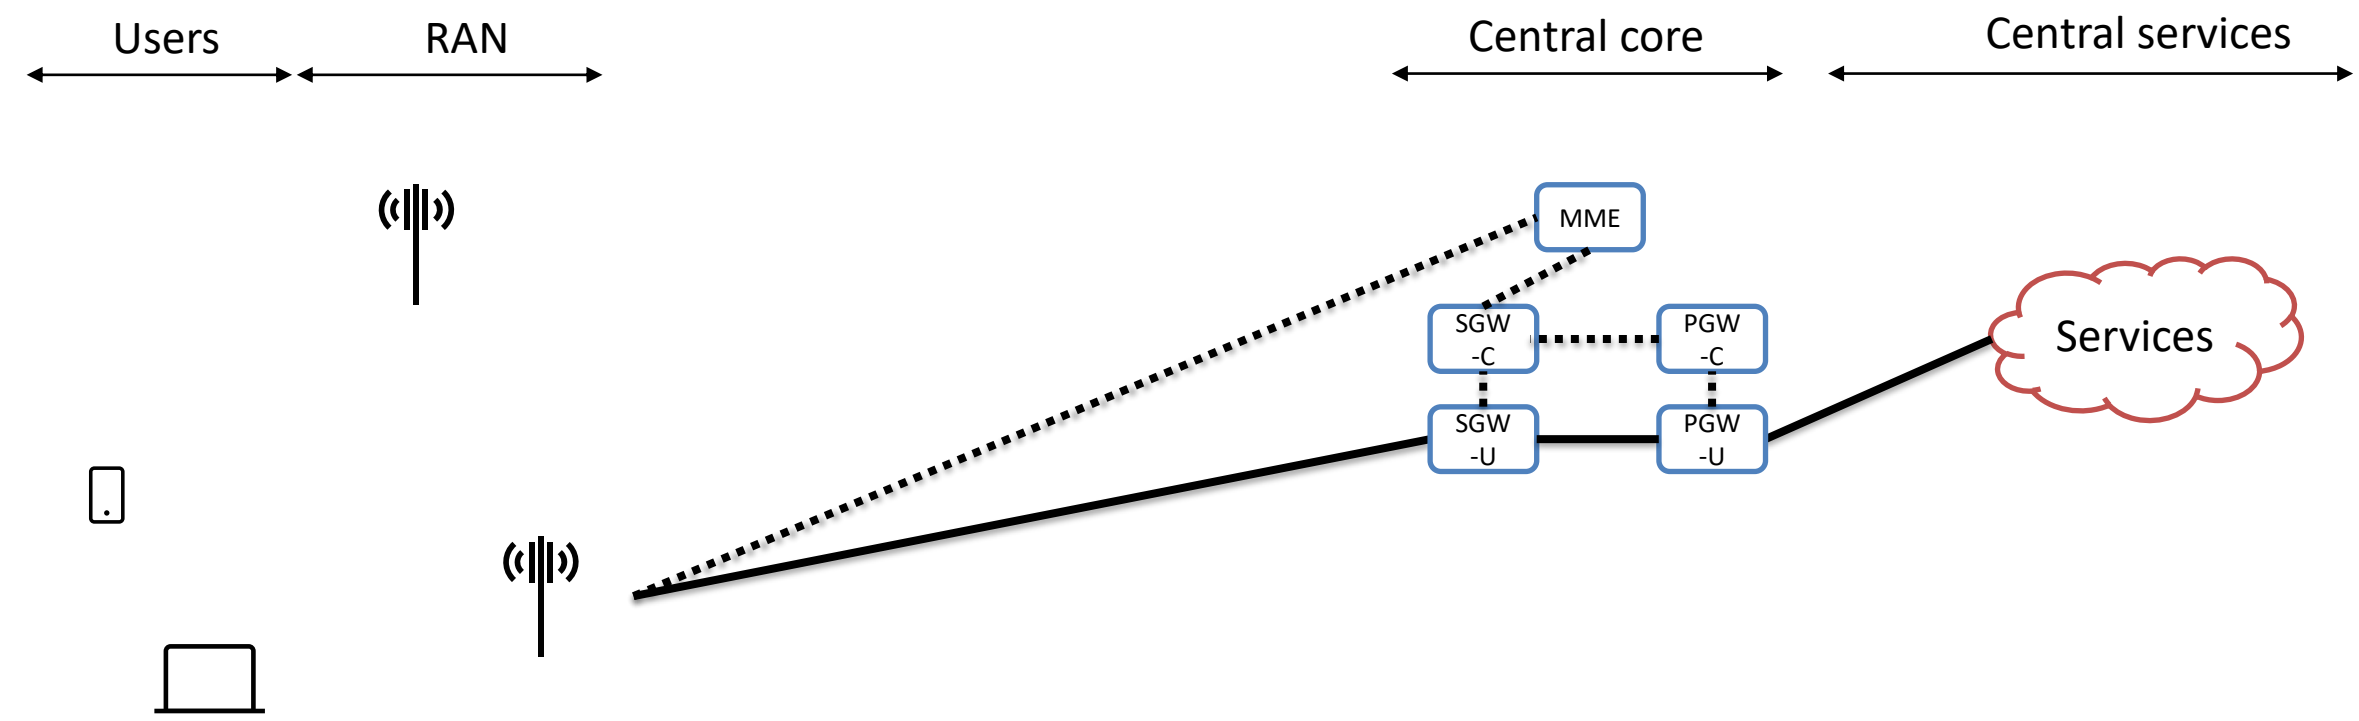 Users
RAN
Central core
Central services
MME
SGW
-C
PGW
-C
Services
SGW
-U
PGW
-U